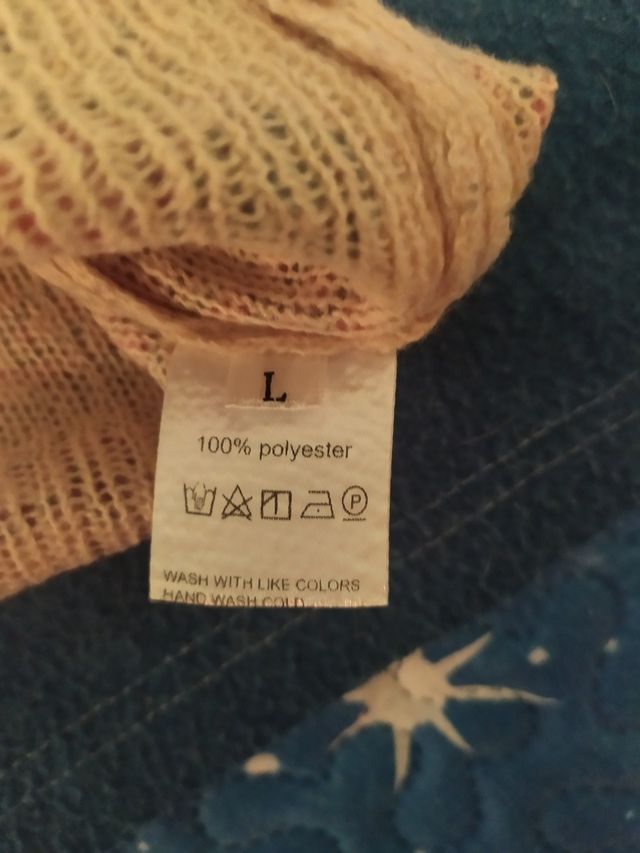 L
100% polyester
P
WASH WITH LIKE COLORS
HAND WASH COLD